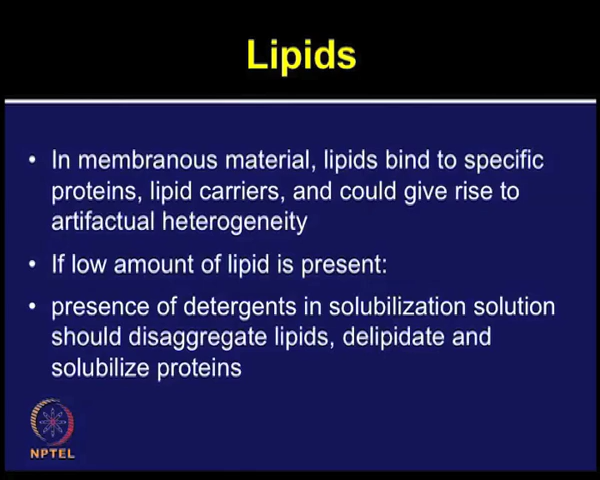 Lipids
• In membranous material, lipids bind to specific
proteins, lipid carriers, and could give rise to
artifactual heterogeneity
• If low amount of lipid is present:
• presence of detergents in solubilization solution
should disaggregate lipids, delipidate and
solubilize proteins
NPTEL